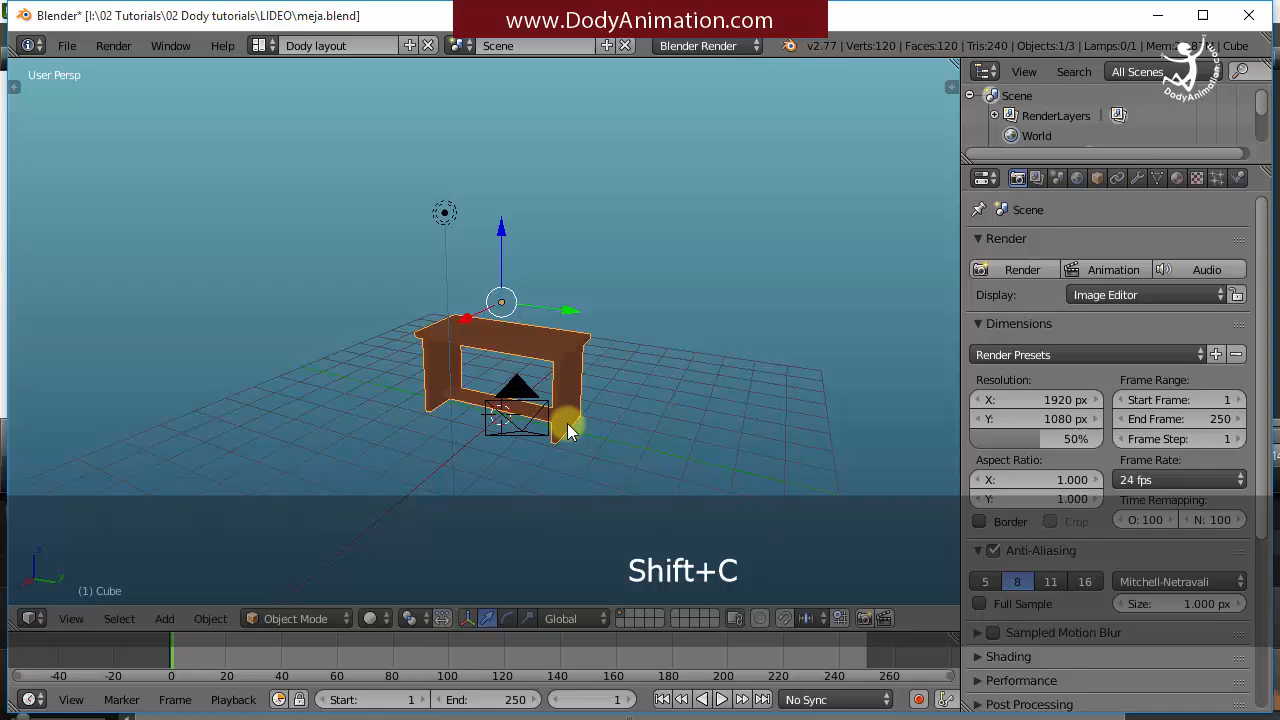 Blender* [I:\02 Tutorials\02 Dody tutorials\LIDEO\meja.blend]
www.DodyAnimation.com
File Render Window Help Dody layout Scene Blender Render v2.77 | Verts:120 | Faces:120 | Tris:240 | Objects:1/3 | Lamps:0/1 | Mem: | Cube
User Persp
View Search All Scenes
DodyAnimation.com
Scene
RenderLayers
World
Scene
Render
Render Animation Audio
Display: Image Editor
Dimensions
Render Presets
Resolution: Frame Range:
X: 1920 px Start Frame: 1
Y: 1080 px End Frame: 250
50% Frame Step: 1
Aspect Ratio: Frame Rate:
X: 1.000 24 fps
Y: 1.000 Time Remapping:
Border Crop O: 100 N: 100
Anti-Aliasing
5 8 11 16 Mitchell-Netravali
Full Sample Size: 1.000 px
Sampled Motion Blur
Shading
Performance
Post Processing
Shift+C
z
y
(1) Cube
View Select Add Object Object Mode Global
-40 -20 0 20 40 60 80 100 120 140 160 180 200 220 240 260
View Marker Frame Playback Start: 1 End: 250 1 No Sync